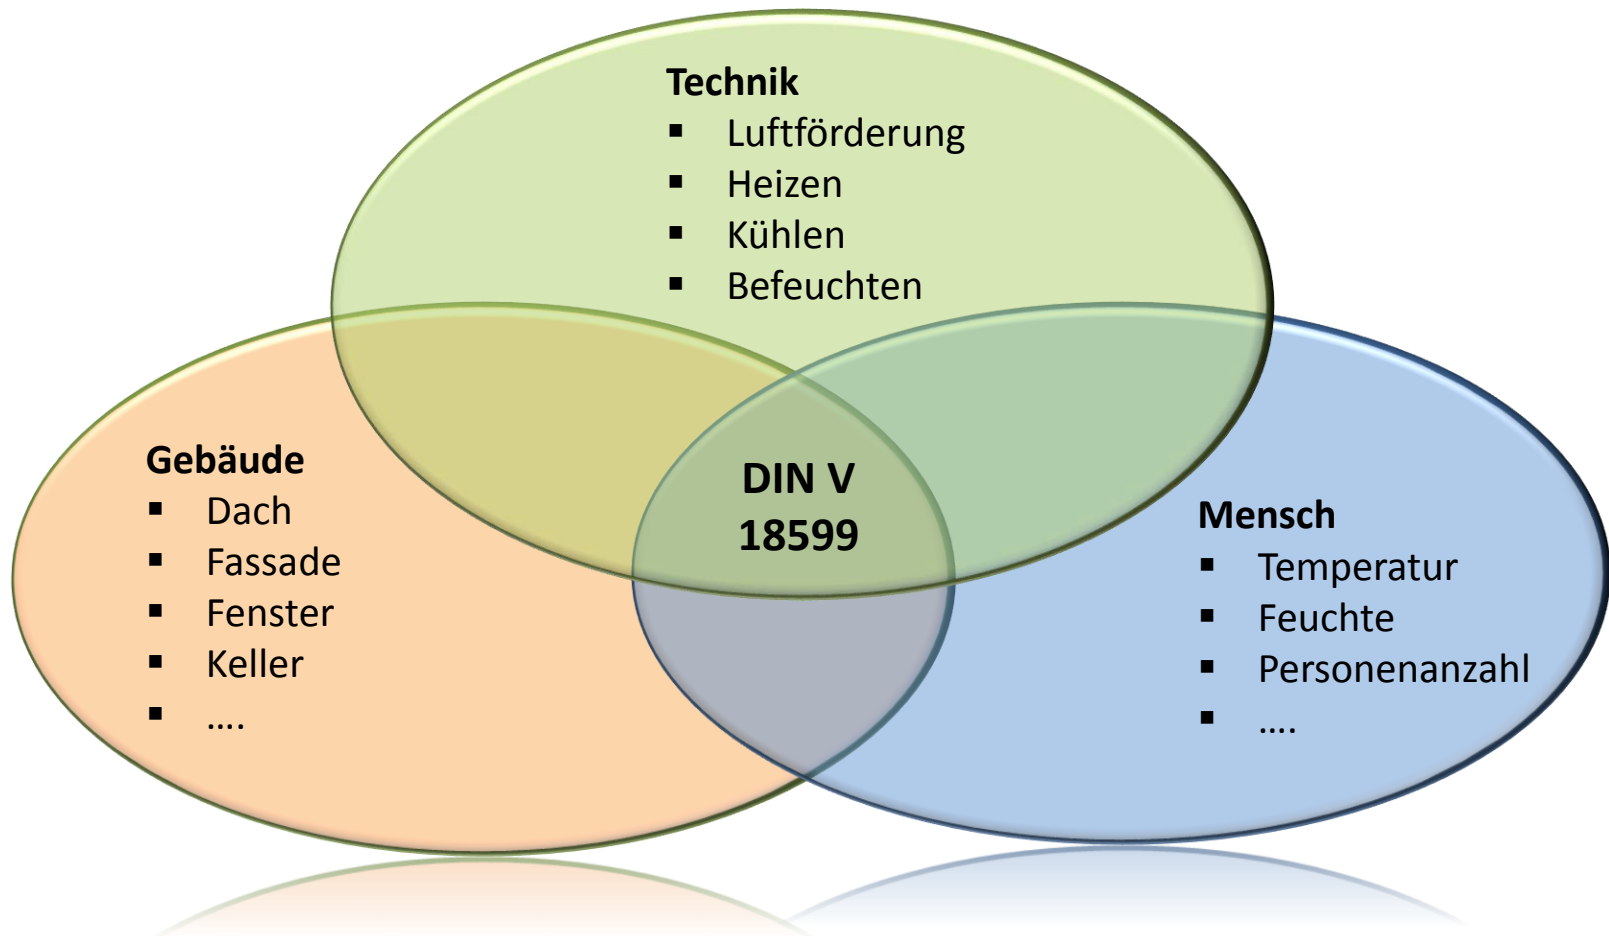 Technik
▪ Luftförderung
▪ Heizen
▪ Kühlen
▪ Befeuchten
Gebäude
▪ Dach
▪ Fassade
▪ Fenster
▪ Keller
▪ ....
DIN V
18599
Mensch
▪ Temperatur
▪ Feuchte
▪ Personenanzahl
▪ ....